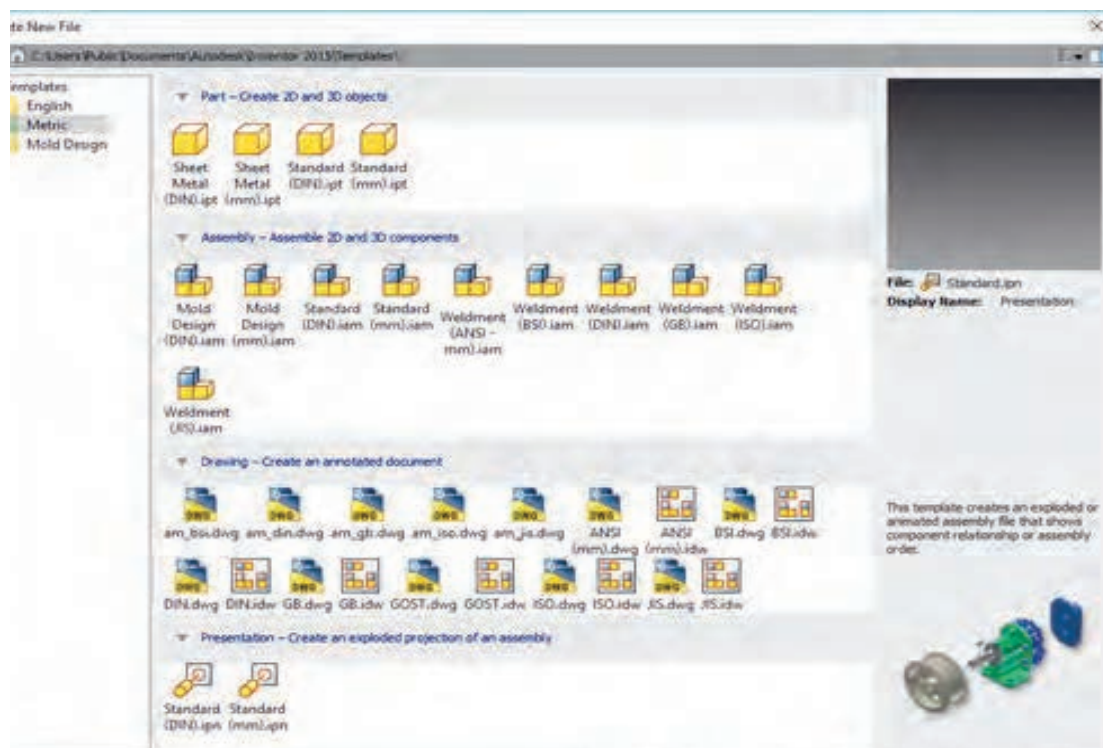 te New File
C:\Users\Public\Documents\Autodesk\Inventor 2015\Templates\
emplates
English
Metric
Mold Design
Part – Create 2D and 3D objects
Sheet Metal (DIN).ipt
Sheet Metal (mm).ipt
Standard (DIN).ipt
Standard (mm).ipt
Assembly – Assemble 2D and 3D components
Mold Design (DIN).iam
Mold Design (mm).iam
Standard (DIN).iam
Standard (mm).iam
Weldment (ANSI - mm).iam
Weldment (BSI).iam
Weldment (DIN).iam
Weldment (GB).iam
Weldment (ISO).iam
Weldment (JIS).iam
Drawing – Create an annotated document
am_bsi.dwg
am_din.dwg
am_gb.dwg
am_iso.dwg
am_jis.dwg
ANSI (mm).dwg
ANSI (mm).idw
BSI.dwg
BSI.idw
DIN.dwg
DIN.idw
GB.dwg
GB.idw
GOST.dwg
GOST.idw
ISO.dwg
ISO.idw
JIS.dwg
JIS.idw
Presentation – Create an exploded projection of an assembly
Standard (DIN).ipn
Standard (mm).ipn
File: Standard.ipn
Display Name: Presentation
This template creates an exploded or
animated assembly file that shows
component relationship or assembly
order.